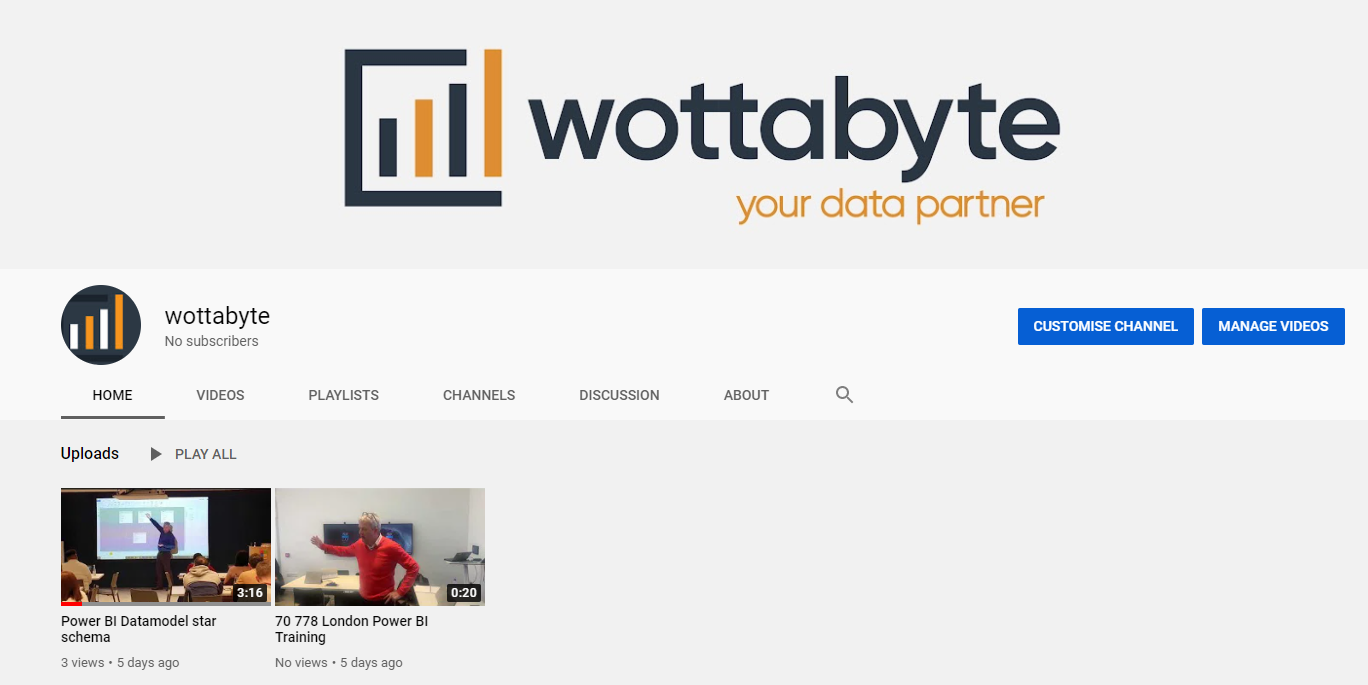 wottabyte
your data partner
wottabyte
No subscribers
CUSTOMISE CHANNEL
MANAGE VIDEOS
HOME
VIDEOS
PLAYLISTS
CHANNELS
DISCUSSION
ABOUT
Uploads
PLAY ALL
3:16
0:20
Power BI Datamodel star
schema
3 views • 5 days ago
70 778 London Power BI
Training
No views • 5 days ago